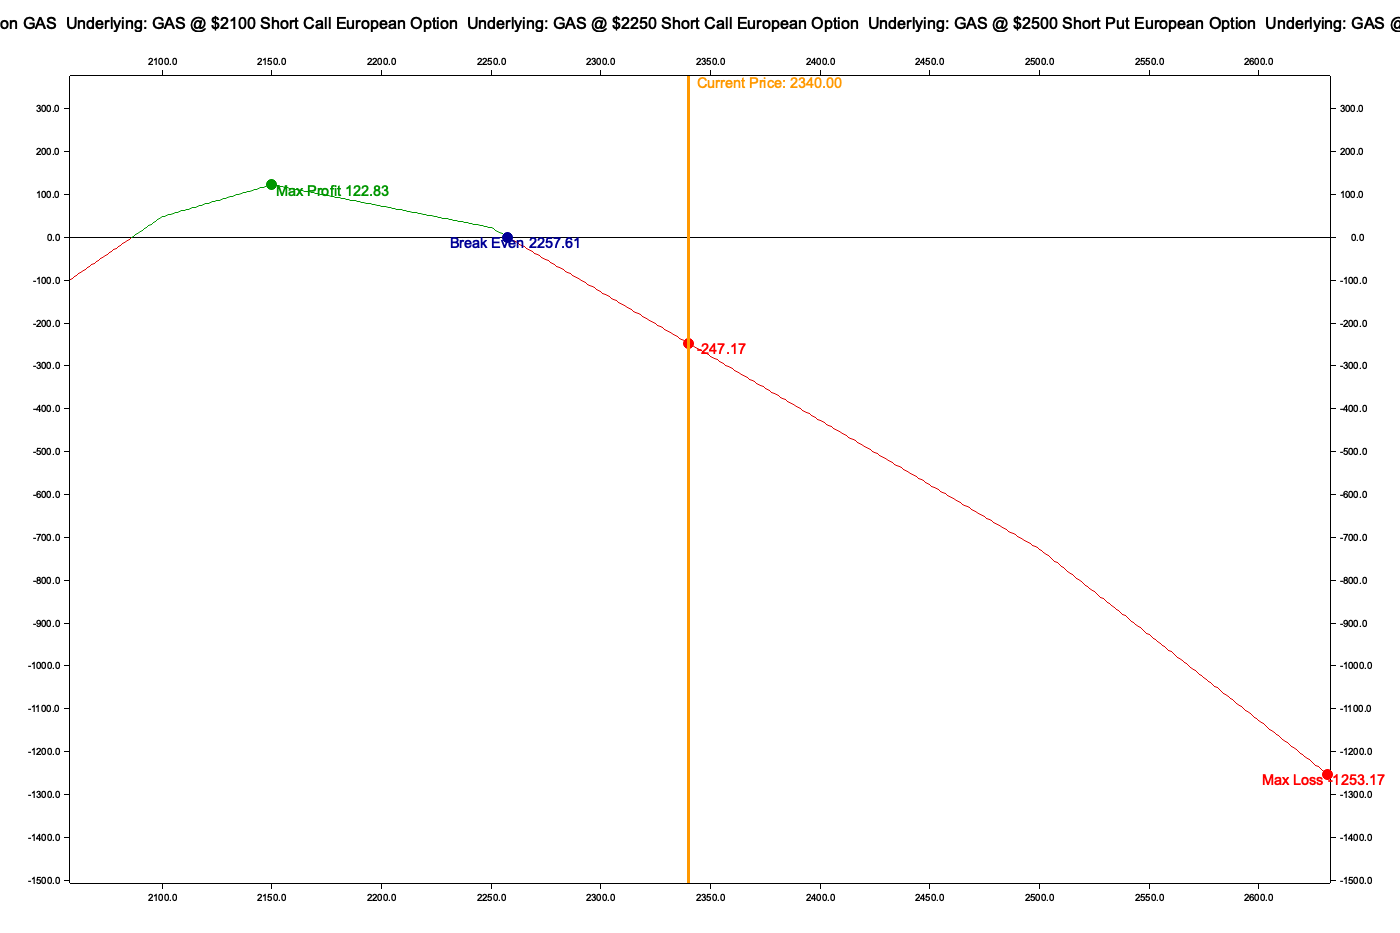 on GAS Underlying: GAS @ $2100 Short Call European Option Underlying: GAS @ $2250 Short Call European Option Underlying: GAS @ $2500 Short Put European Option Underlying: GAS @
2100.0 2150.0 2200.0 2250.0 2300.0 2350.0 2400.0 2450.0 2500.0 2550.0 2600.0
Current Price: 2340.00
300.0 300.0
200.0 200.0
100.0 Max Profit 122.83 100.0
0.0 0.0
Break Even 2257.61
-100.0 -100.0
-200.0 -200.0
-247.17
-300.0 -300.0
-400.0 -400.0
-500.0 -500.0
-600.0 -600.0
-700.0 -700.0
-800.0 -800.0
-900.0 -900.0
-1000.0 -1000.0
-1100.0 -1100.0
-1200.0 -1200.0
Max Loss -1253.17
-1300.0 -1300.0
-1400.0 -1400.0
-1500.0 -1500.0
2100.0 2150.0 2200.0 2250.0 2300.0 2350.0 2400.0 2450.0 2500.0 2550.0 2600.0